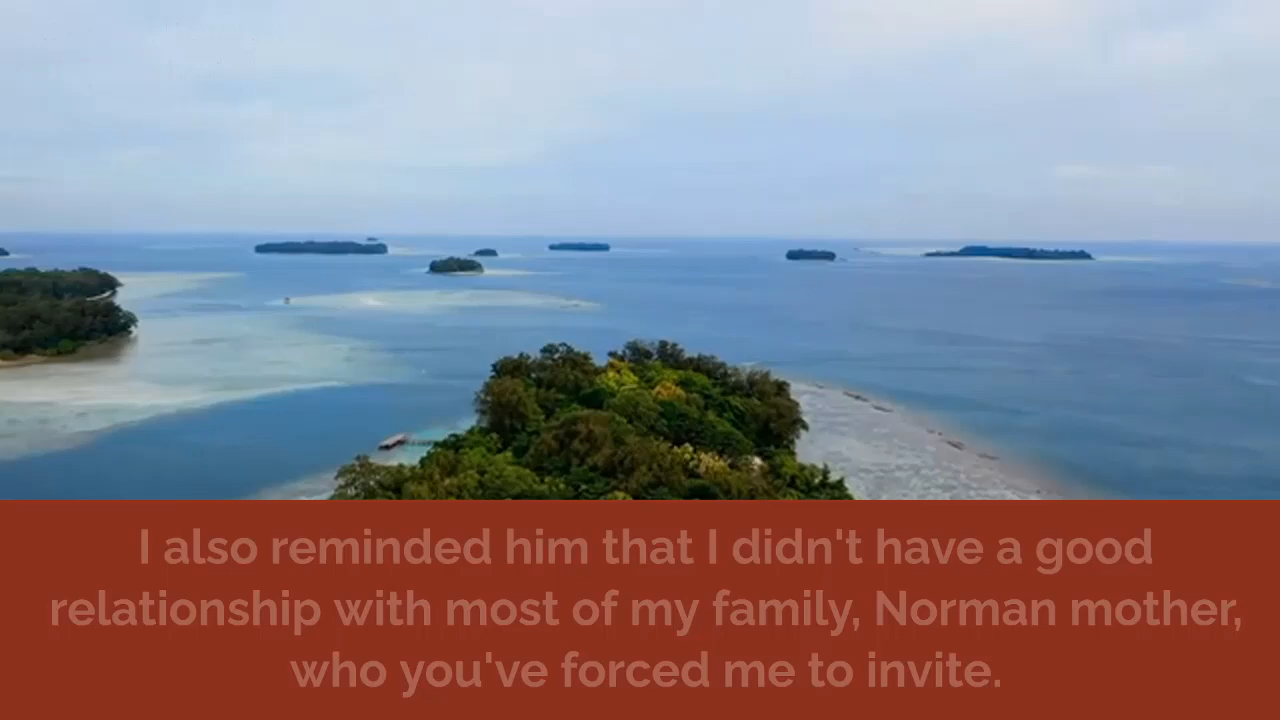 I also reminded him that I didn't have a good
relationship with most of my family, Norman mother,
who you've forced me to invite.